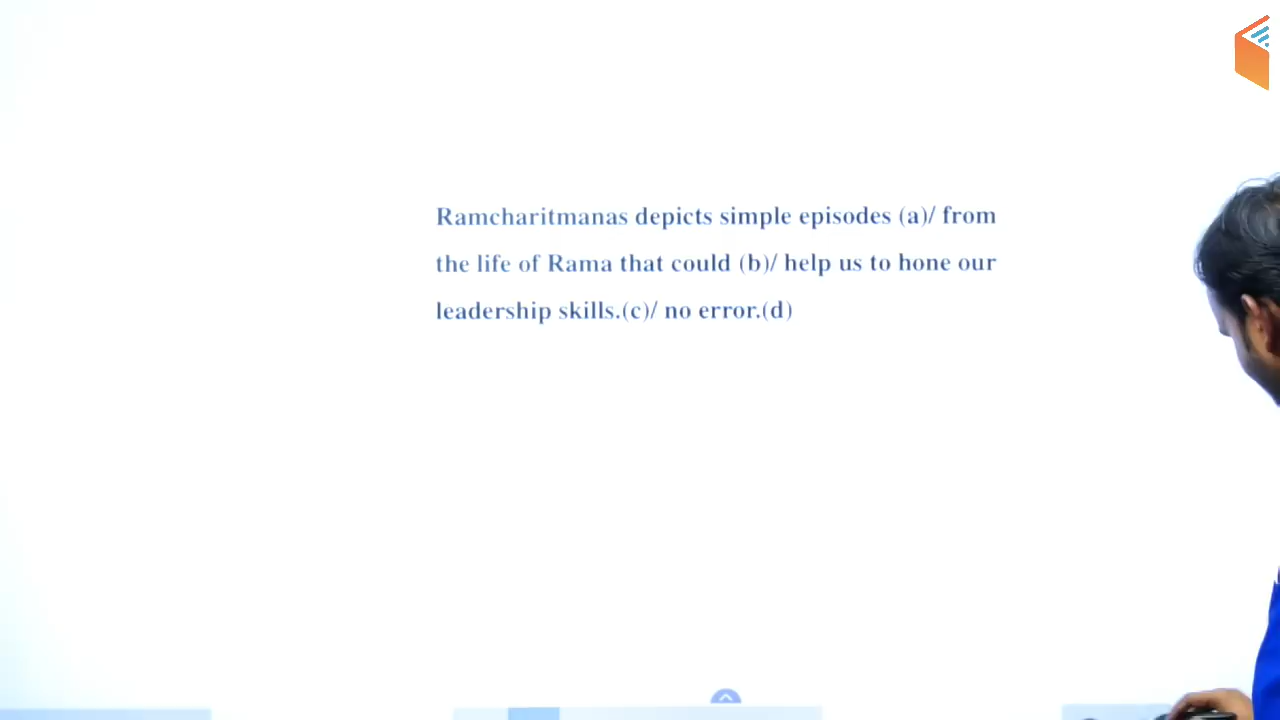 Ramcharitmanas depicts simple episodes (a)/ from
the life of Rama that could (b)/ help us to hone our
leadership skills.(c)/ no error.(d)